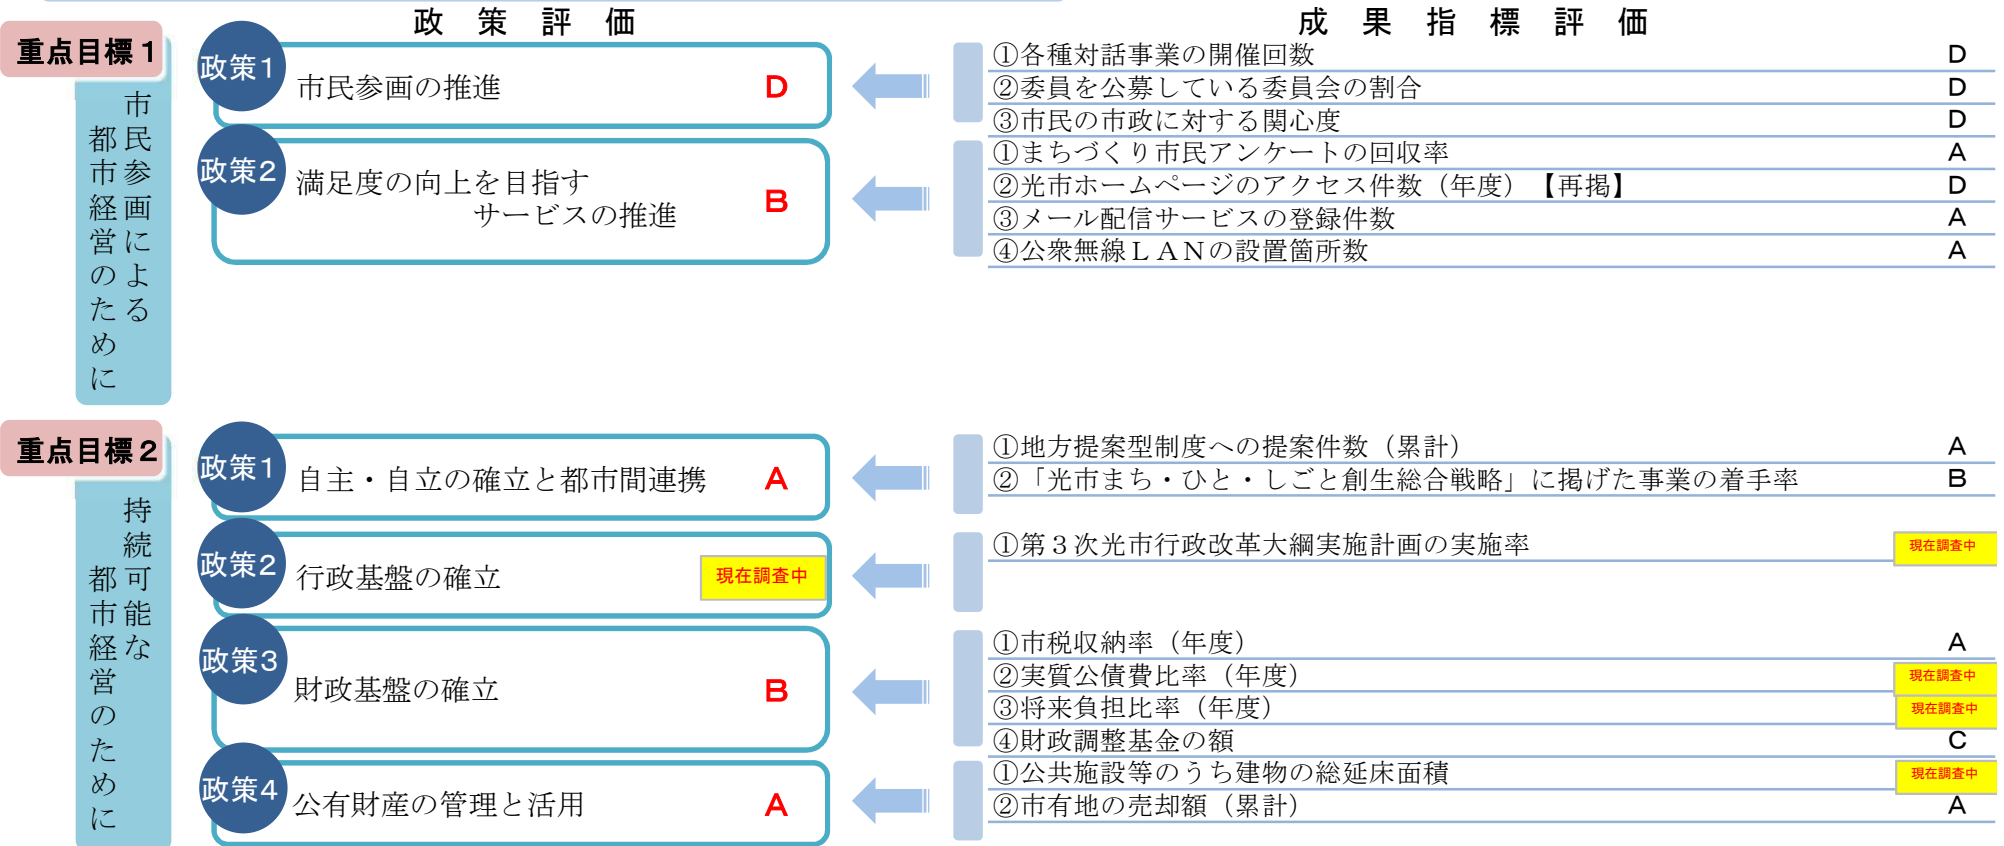 政 策 評 価
成 果 指 標 評 価
重点目標1
市民参画による
都市経営のために
政策1
市民参画の推進
D
①各種対話事業の開催回数 D
②委員を公募している委員会の割合 D
③市民の市政に対する関心度 D
政策2
満足度の向上を目指す
サービスの推進
B
①まちづくり市民アンケートの回収率 A
②光市ホームページのアクセス件数（年度）【再掲】 D
③メール配信サービスの登録件数 A
④公衆無線ＬＡＮの設置箇所数 A
重点目標2
持続可能な
都市経営のために
政策1
自主・自立の確立と都市間連携
A
①地方提案型制度への提案件数（累計） A
②「光市まち・ひと・しごと創生総合戦略」に掲げた事業の着手率 B
政策2
行政基盤の確立
現在調査中
①第３次光市行政改革大綱実施計画の実施率 現在調査中
政策3
財政基盤の確立
B
①市税収納率（年度） A
②実質公債費比率（年度） 現在調査中
③将来負担比率（年度） 現在調査中
④財政調整基金の額 C
政策4
公有財産の管理と活用
A
①公共施設等のうち建物の総延床面積 現在調査中
②市有地の売却額（累計） A